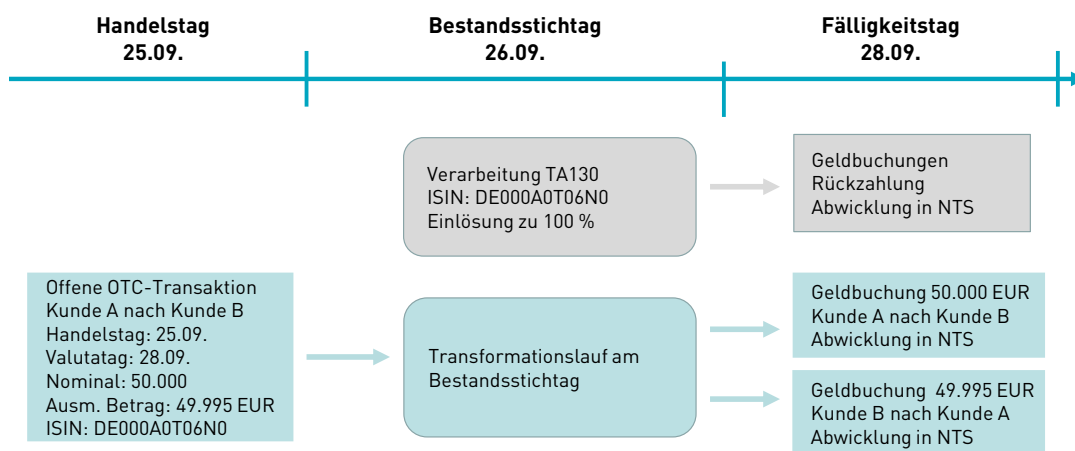 Handelstag
25.09.
Bestandsstichtag
26.09.
Fälligkeitstag
28.09.
Verarbeitung TA130
ISIN: DE000A0T06N0
Einlösung zu 100 %
Geldbuchungen
Rückzahlung
Abwicklung in NTS
Offene OTC-Transaktion
Kunde A nach Kunde B
Handelstag: 25.09.
Valutatag: 28.09.
Nominal: 50.000
Ausm. Betrag: 49.995 EUR
ISIN: DE000A0T06N0
Transformationslauf am
Bestandsstichtag
Geldbuchung 50.000 EUR
Kunde A nach Kunde B
Abwicklung in NTS
Geldbuchung 49.995 EUR
Kunde B nach Kunde A
Abwicklung in NTS